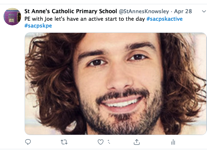 St Anne's Catholic Primary School @StAnnesKnowsley · Apr 28
PE with Joe let's have an active start to the day #sacpskactive
#sacpskpe
1